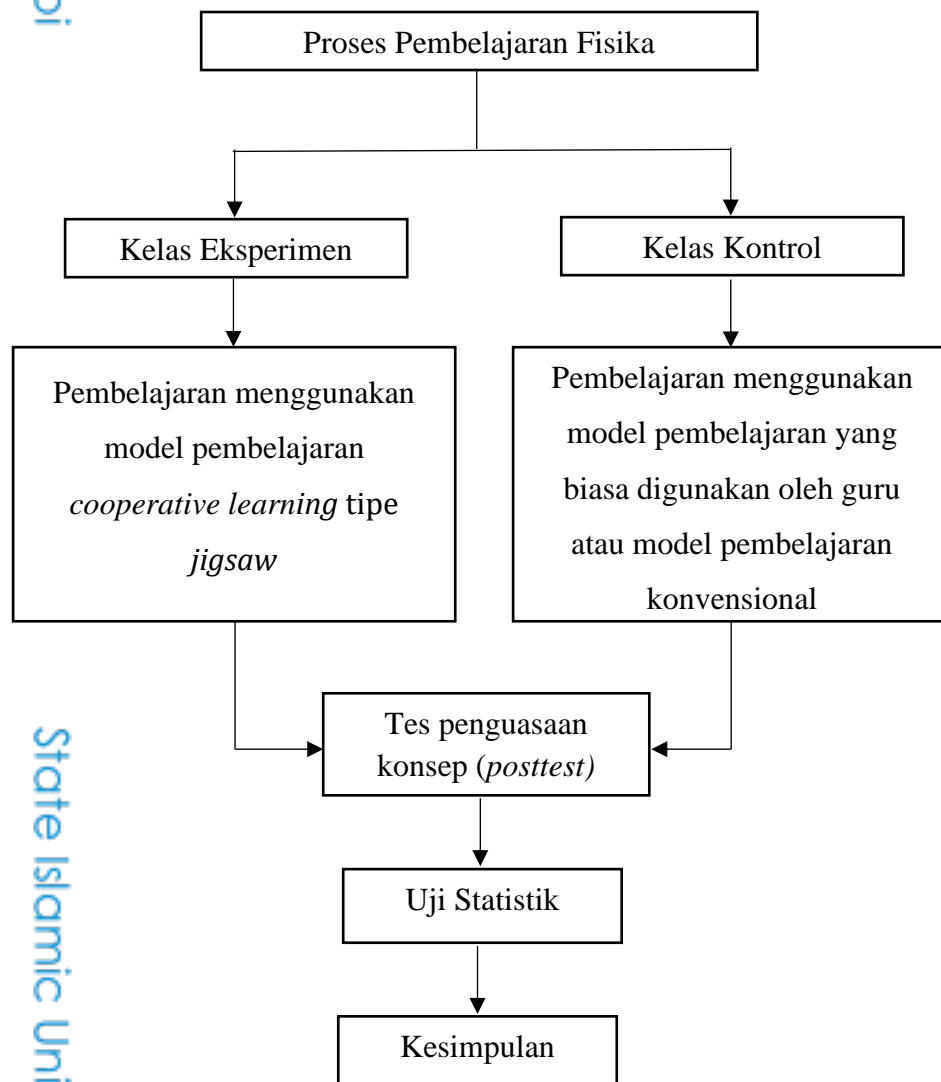 Proses Pembelajaran Fisika
Kelas Eksperimen
Kelas Kontrol
Pembelajaran menggunakan
model pembelajaran
cooperative learning tipe
jigsaw
Pembelajaran menggunakan
model pembelajaran yang
biasa digunakan oleh guru
atau model pembelajaran
konvensional
Tes penguasaan
konsep (posttest)
Uji Statistik
Kesimpulan
State Islamic Uni